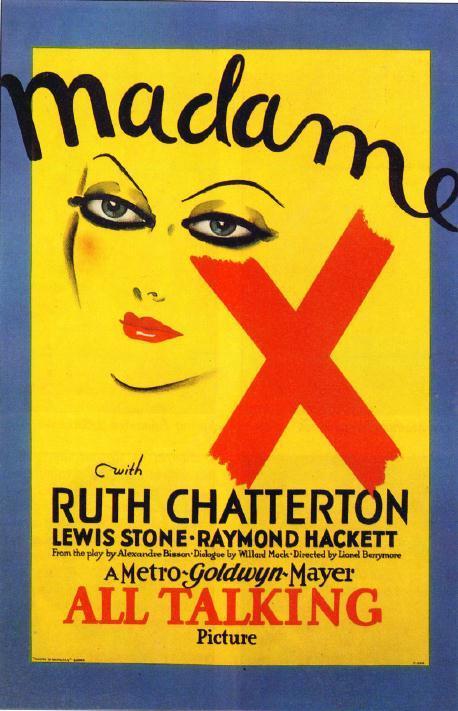 madame
X
with
RUTH CHATTERTON
LEWIS STONE·RAYMOND HACKETT
From the play by Alexandre Bisson·Dialogue by Willard Mack·Directed by Lionel Barrymore
A Metro-Goldwyn-Mayer
ALL TALKING
Picture